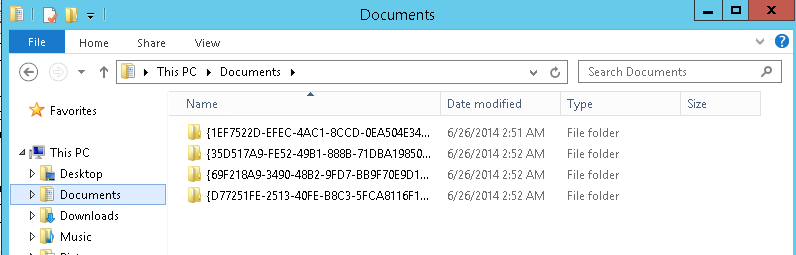 Documents
File Home Share View
This PC Documents Search Documents
Favorites
This PC
Desktop
Documents
Downloads
Music
Name Date modified Type Size
{1EF7522D-EFEC-4AC1-8CCD-0EA504E34... 6/26/2014 2:51 AM File folder
{35D517A9-FE52-49B1-888B-71DBA19850... 6/26/2014 2:52 AM File folder
{69F218A9-3490-48B2-9FD7-BB9F70E9D1... 6/26/2014 2:52 AM File folder
{D77251FE-2513-40FE-B8C3-5FCA8116F1... 6/26/2014 2:52 AM File folder